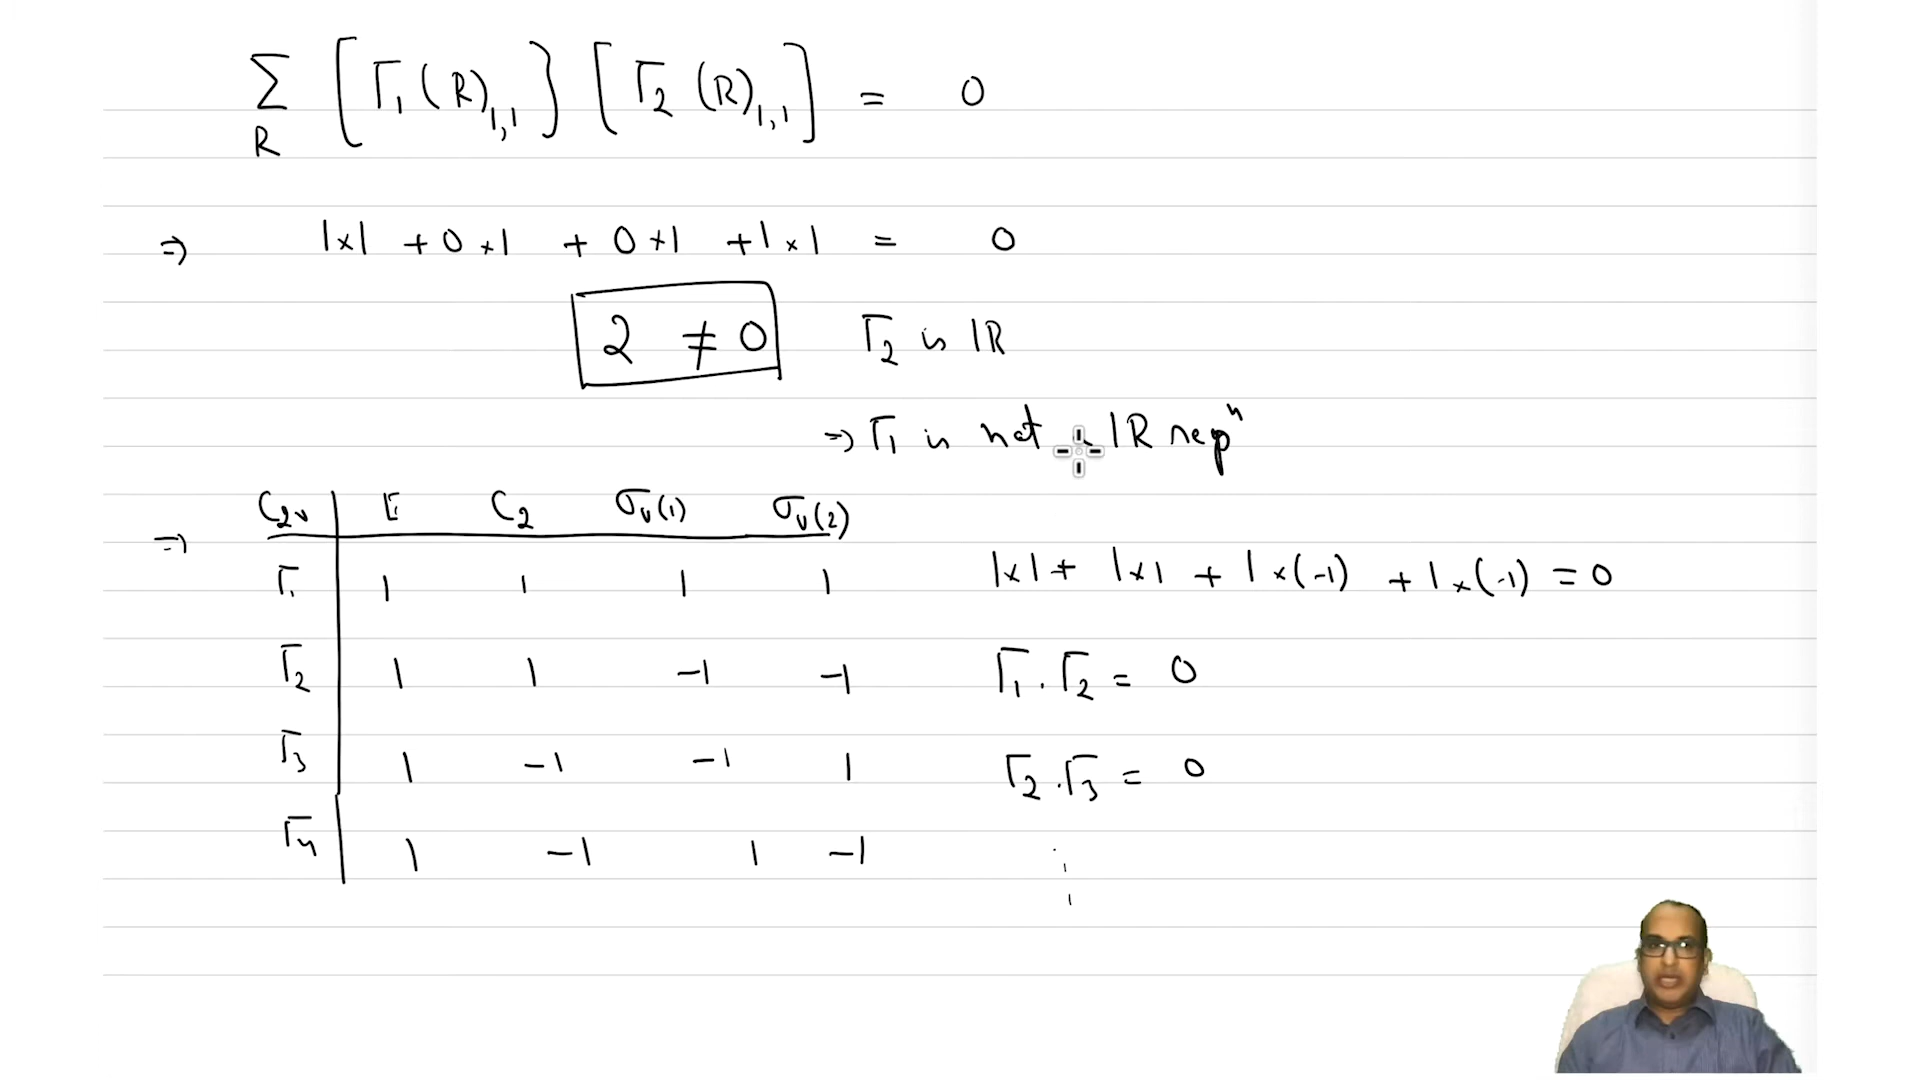 Σ_R [Γ₁(R)₁,₁] [Γ₂(R)₁,₁] = 0
⇒ 1×1 + 0×1 + 0×1 + 1×1 = 0
2 ≠ 0 Γ₂ is IR
⇒ Γ₁ is not a IR repⁿ
⇒ C₂ᵥ E C₂ σᵥ(1) σᵥ(2)
Γ₁ 1 1 1 1 1×1 + 1×1 + 1×(-1) + 1×(-1) = 0
Γ₂ 1 1 -1 -1 Γ₁.Γ₂ = 0
Γ₃ 1 -1 -1 1 Γ₂.Γ₃ = 0
Γ₄ 1 -1 1 -1 ⋮